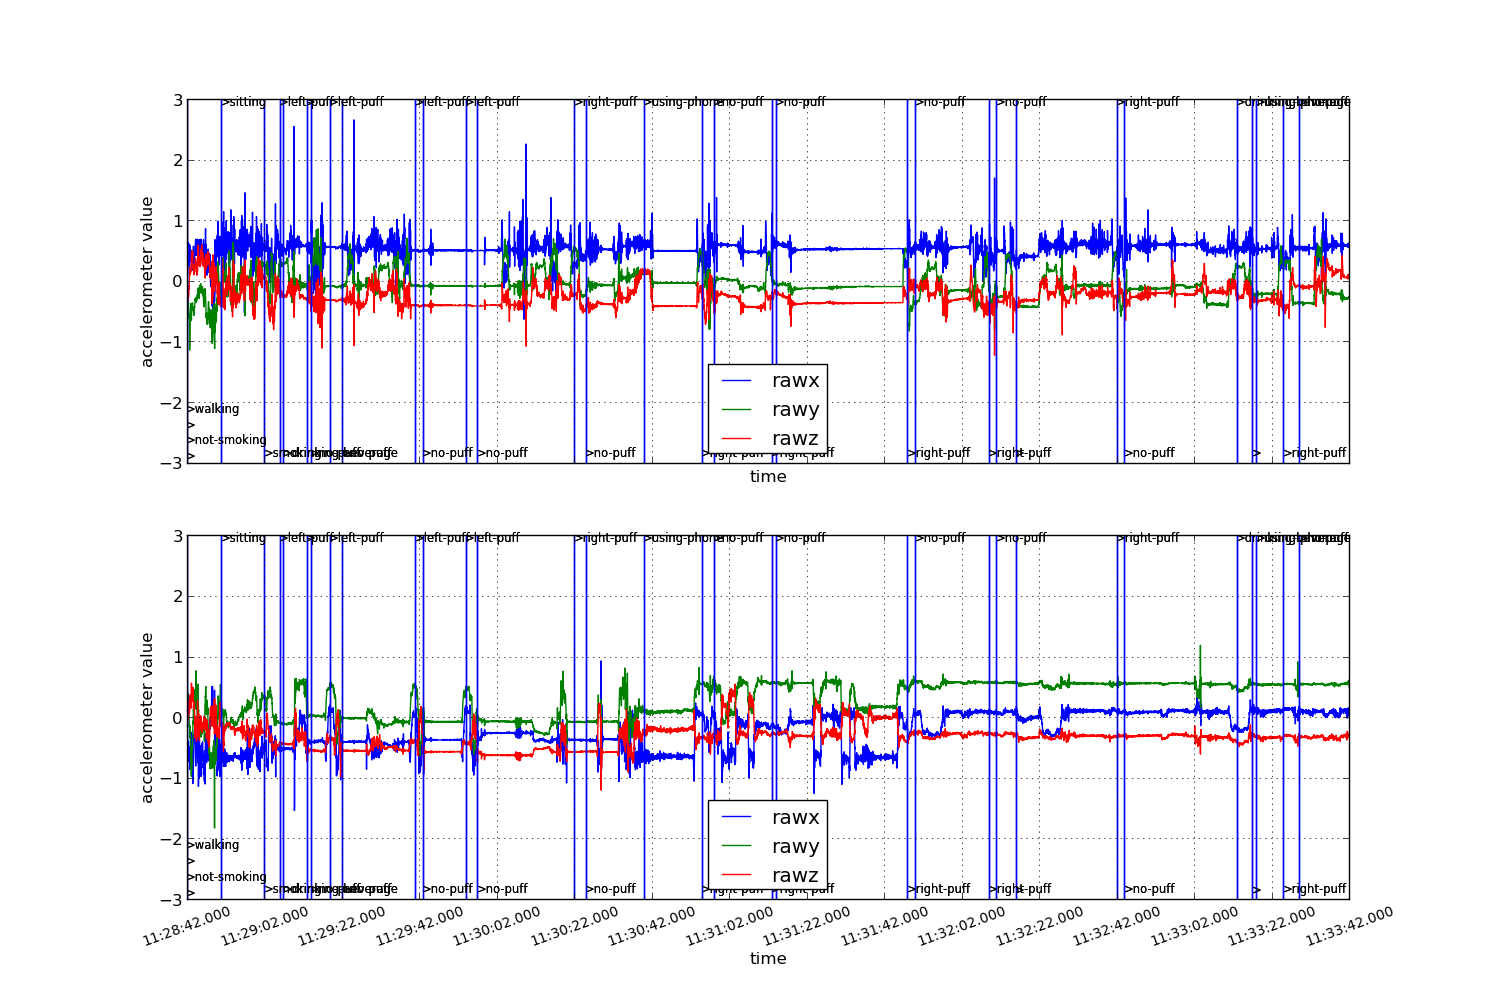 >sitting >left-puff >left-puff >left-puff >left-puff >right-puff >using-phone >no-puff >no-puff >no-puff >no-puff >right-puff
3
2
1
0
−1
−2
−3
accelerometer value
>walking
>
>not-smoking
>
>no-puff >no-puff >no-puff >right-puff >right-puff >no-puff > >right-puff
rawx
rawy
rawz
time
>sitting >left-puff >left-puff >left-puff >left-puff >right-puff >using-phone >no-puff >no-puff >no-puff >no-puff >right-puff
3
2
1
0
−1
−2
−3
accelerometer value
>walking
>
>not-smoking
>
>no-puff >no-puff >no-puff >right-puff >right-puff >no-puff > >right-puff
rawx
rawy
rawz
11:28:42.000 11:29:02.000 11:29:22.000 11:29:42.000 11:30:02.000 11:30:22.000 11:30:42.000 11:31:02.000 11:31:22.000 11:31:42.000 11:32:02.000 11:32:22.000 11:32:42.000 11:33:02.000 11:33:22.000 11:33:42.000
time